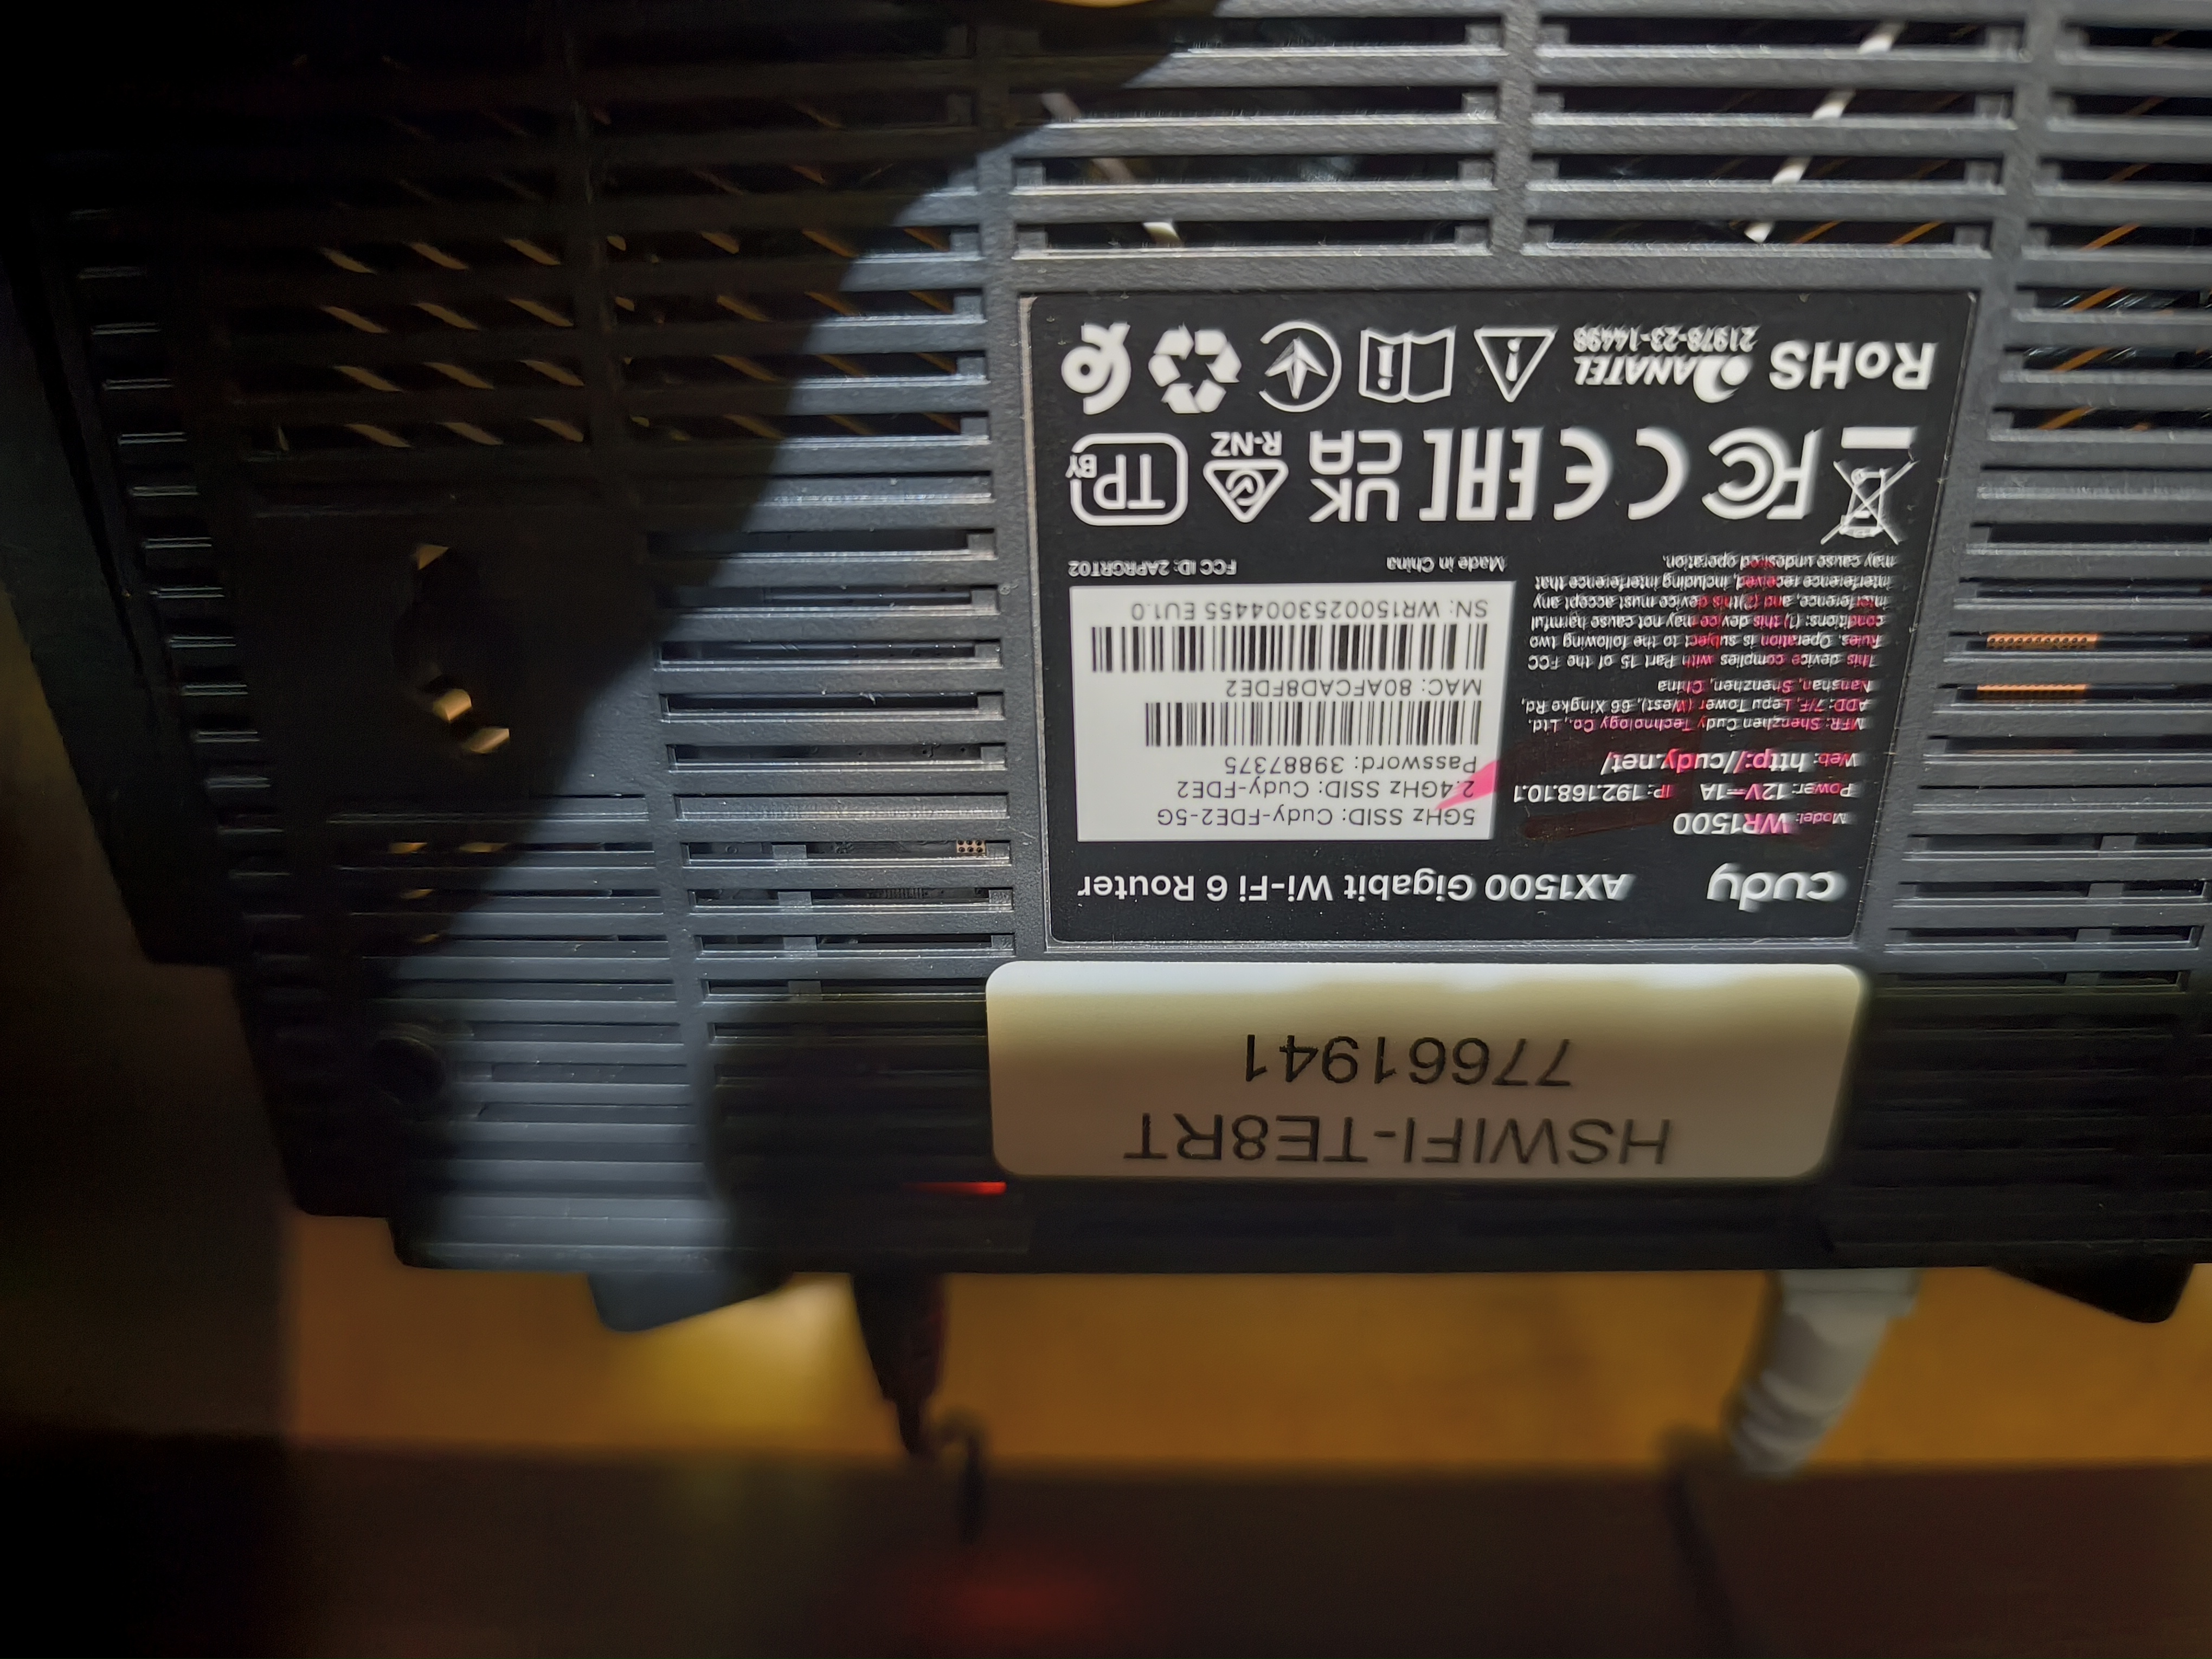 HSWIFI-TE8RT
77661941
cudy AX1500 Gigabit Wi-Fi 6 Router
Model: WR1500
Power: 12V⎓1A IP: 192.168.10.1
Web: http://cudy.net/
MFR: Shenzhen Cudy Technology Co., Ltd.
ADD: 7/F, Lepu Tower (West), 66 Xingke Rd,
Nanshan, Shenzhen, China
This device complies with Part 15 of the FCC
Rules. Operation is subject to the following two
conditions: (1) this device may not cause harmful
interference, and (2) this device must accept any
interference received, including interference that
may cause undesired operation.
5GHz SSID: Cudy-FDE2-5G
2.4GHz SSID: Cudy-FDE2
Password: 39887375
MAC: 80AFCAD8FDE2
SN: WR1500253004455 EU1.0
Made in China FCC ID: 2APRGRT02
FC CE EAC UK CA R-NZ TP BY
RoHS ANATEL
21978-23-14498